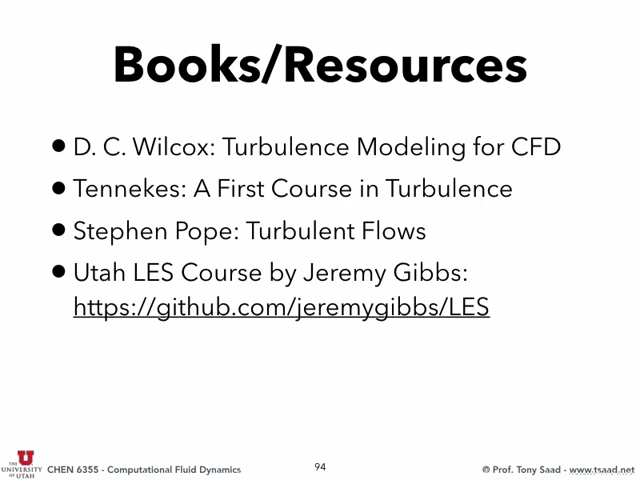 Books/Resources
• D. C. Wilcox: Turbulence Modeling for CFD
• Tennekes: A First Course in Turbulence
• Stephen Pope: Turbulent Flows
• Utah LES Course by Jeremy Gibbs:
https://github.com/jeremygibbs/LES
THE
UNIVERSITY
OF UTAH
CHEN 6355 - Computational Fluid Dynamics
94
© Prof. Tony Saad - www.tsaad.net